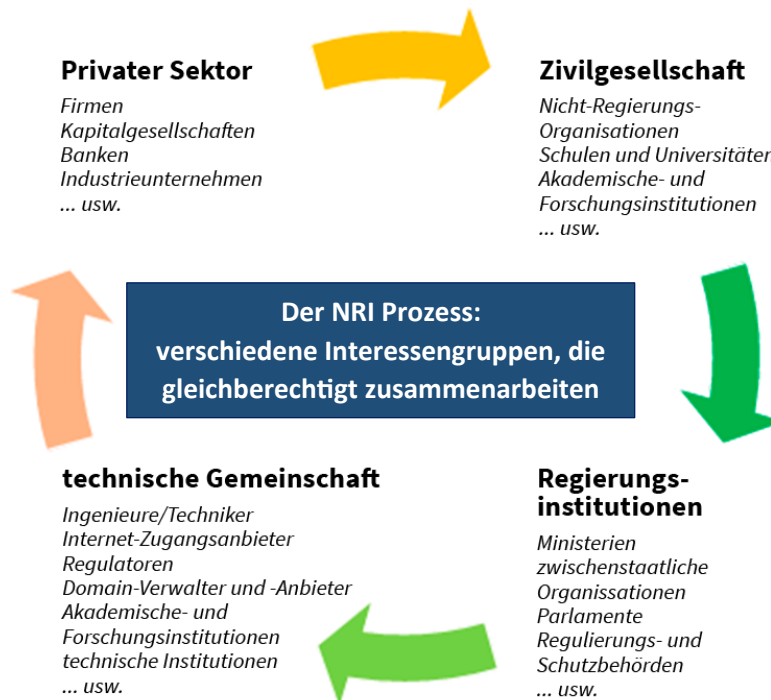 Privater Sektor
Firmen
Kapitalgesellschaften
Banken
Industrieunternehmen
... usw.
Zivilgesellschaft
Nicht-Regierungs-
Organisationen
Schulen und Universitäten
Akademische- und
Forschungsinstitutionen
... usw.
Der NRI Prozess:
verschiedene Interessengruppen, die
gleichberechtigt zusammenarbeiten
technische Gemeinschaft
Ingenieure/Techniker
Internet-Zugangsanbieter
Regulatoren
Domain-Verwalter und -Anbieter
Akademische- und
Forschungsinstitutionen
technische Institutionen
... usw.
Regierungs-
institutionen
Ministerien
zwischenstaatliche
Organissationen
Parlamente
Regulierungs- und
Schutzbehörden
... usw.